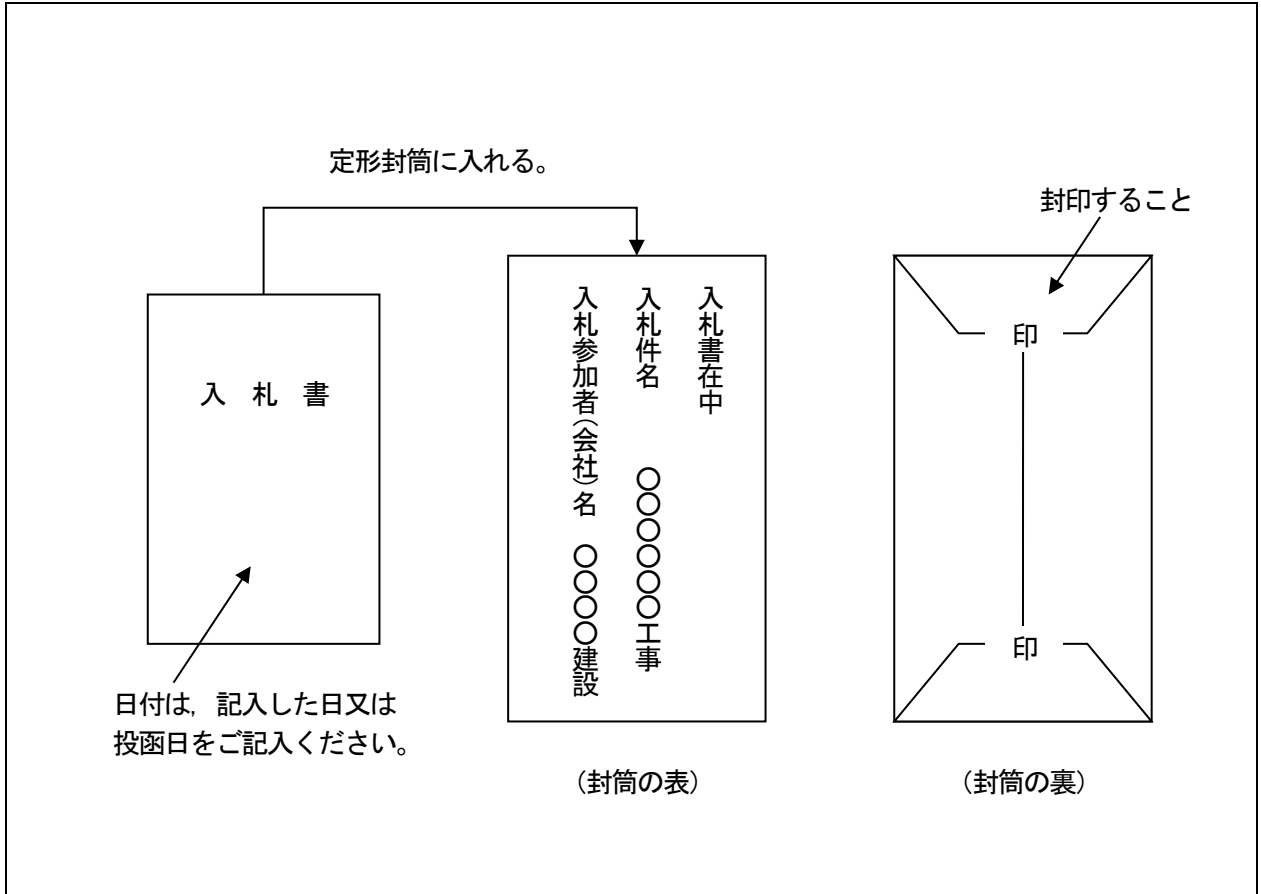 定形封筒に入れる。
封印すること
入 札 書
日付は，記入した日又は
投函日をご記入ください。
入札書在中
入札件名　〇〇〇〇〇〇工事
入札参加者（会社）名　〇〇〇〇建設
（封筒の表）
印
印
（封筒の裏）